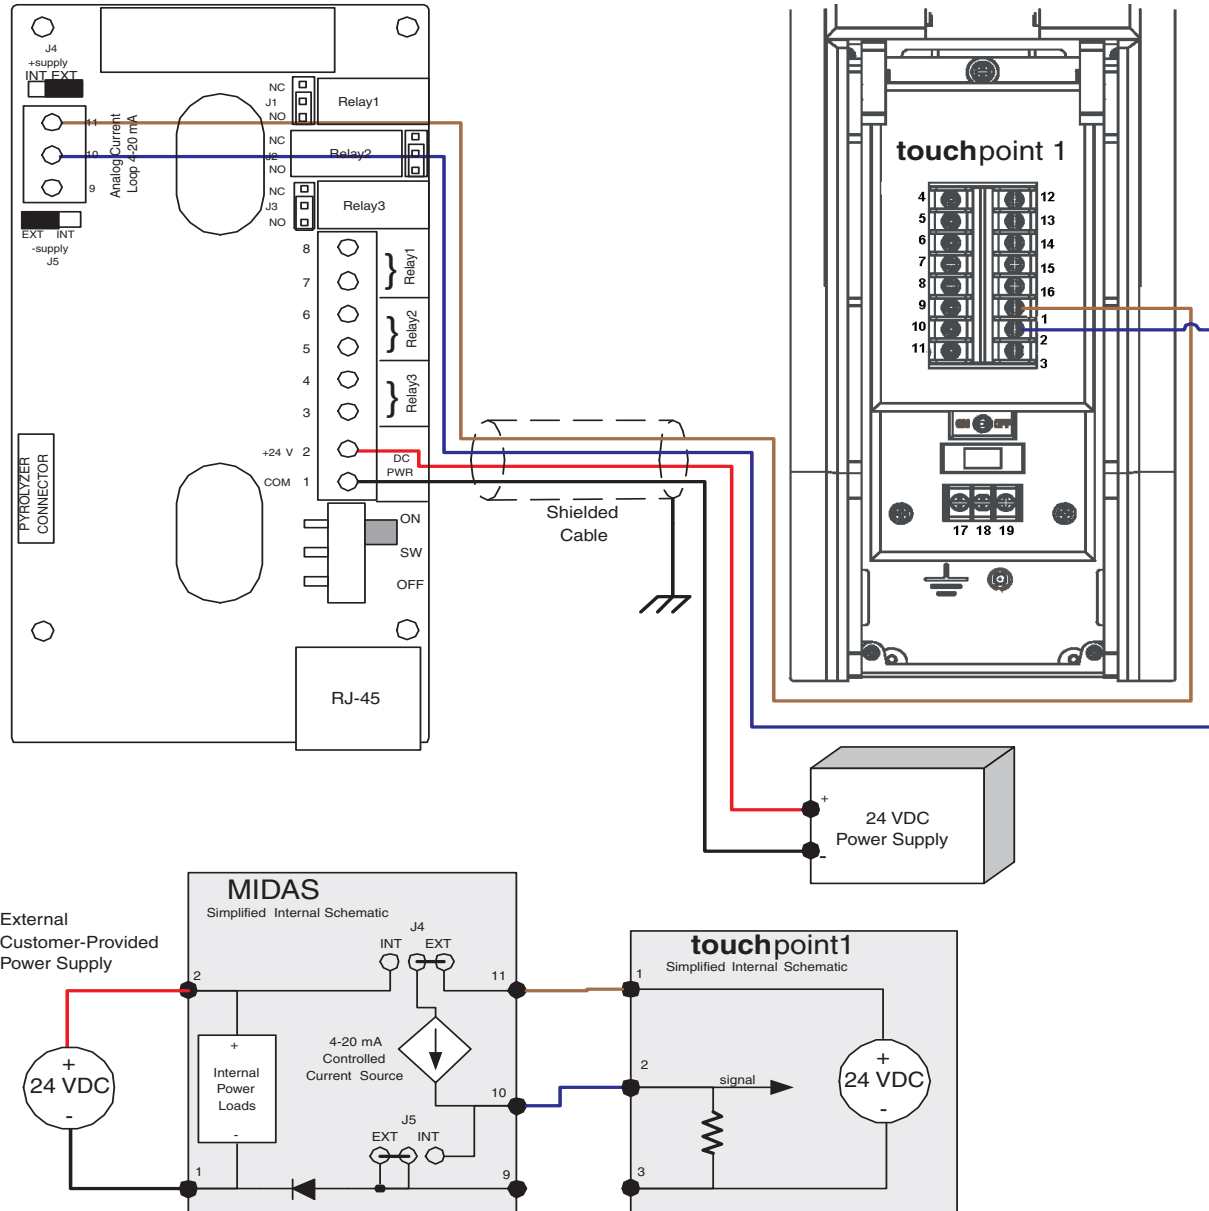 J4
+supply
INT EXT
11
10
9
Analog Current
Loop 4-20 mA
EXT INT
-supply
J5
NC
J1
NO
Relay1
NC
J2
NO
Relay2
NC
J3
NO
Relay3
8
7
6
5
4
3
+24 V 2
COM 1
Relay1
Relay2
Relay3
DC
PWR
ON
SW
OFF
PYROLYZER
CONNECTOR
RJ-45
Shielded
Cable
touchpoint 1
4 12
5 13
6 14
7 15
8 16
9 1
10 2
11 3
ON OFF
17 18 19
+
-
24 VDC
Power Supply
External
Customer-Provided
Power Supply
+
24 VDC
-
MIDAS
Simplified Internal Schematic
J4
INT EXT
2
11
+
Internal
Power
Loads
-
4-20 mA
Controlled
Current Source
10
J5
EXT INT
1
9
touchpoint1
Simplified Internal Schematic
1
2
signal
3
+
24 VDC
-